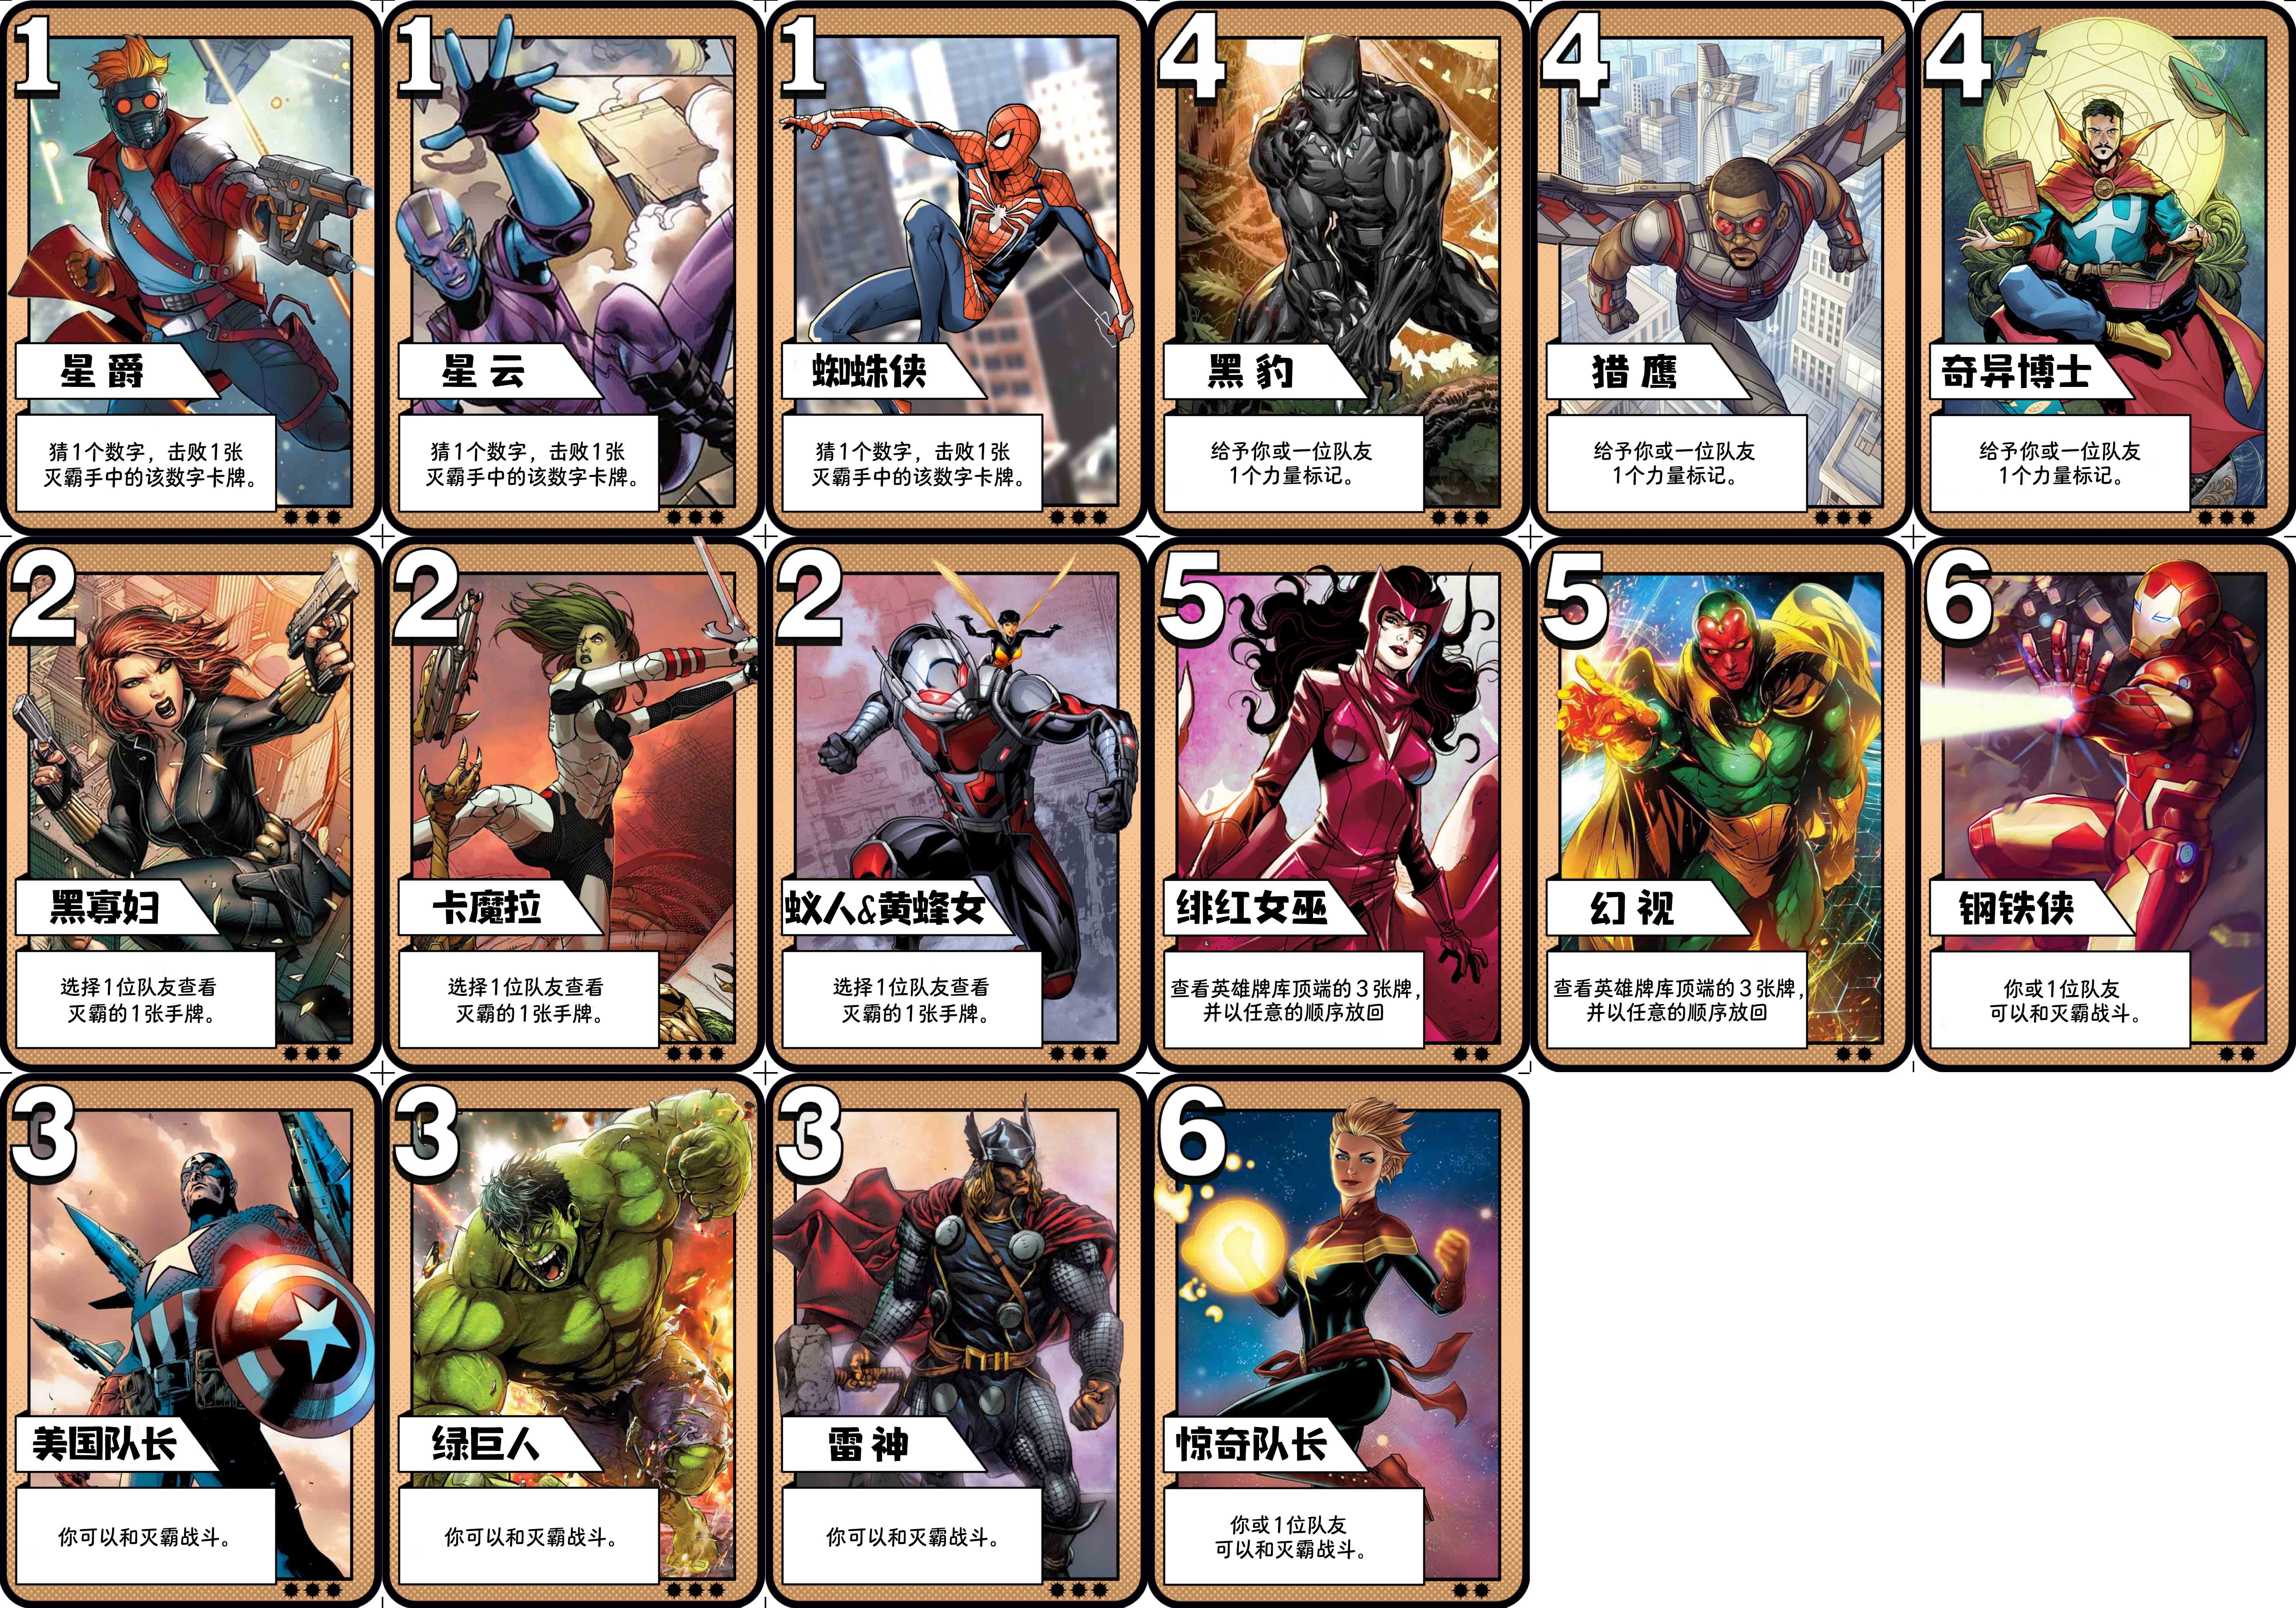 1
星爵
猜1个数字，击败1张
灭霸手中的该数字卡牌。
1
星云
猜1个数字，击败1张
灭霸手中的该数字卡牌。
1
蜘蛛侠
猜1个数字，击败1张
灭霸手中的该数字卡牌。
4
黑豹
给予你或一位队友
1个力量标记。
4
猎鹰
给予你或一位队友
1个力量标记。
4
奇异博士
给予你或一位队友
1个力量标记。
2
黑寡妇
选择1位队友查看
灭霸的1张手牌。
2
卡魔拉
选择1位队友查看
灭霸的1张手牌。
2
蚁人&黄蜂女
选择1位队友查看
灭霸的1张手牌。
5
绯红女巫
查看英雄牌库顶端的3张牌，
并以任意的顺序放回
5
幻视
查看英雄牌库顶端的3张牌，
并以任意的顺序放回
6
钢铁侠
你或1位队友
可以和灭霸战斗。
3
美国队长
你可以和灭霸战斗。
3
绿巨人
你可以和灭霸战斗。
3
雷神
你可以和灭霸战斗。
6
惊奇队长
你或1位队友
可以和灭霸战斗。